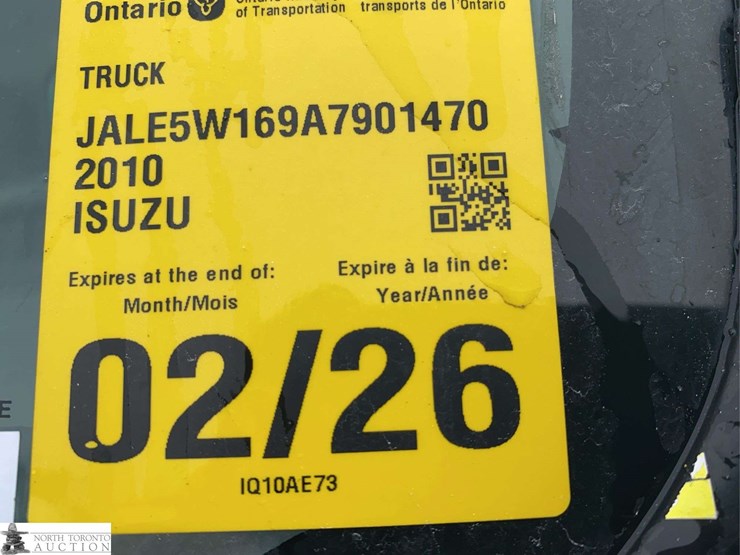 Ontario
of Transportation transports de l'Ontario
TRUCK
JALE5W169A7901470
2010
ISUZU
Expires at the end of: Expire à la fin de:
Month/Mois Year/Année
02/26
IQ10AE73
E
NORTH TORONTO
AUCTION